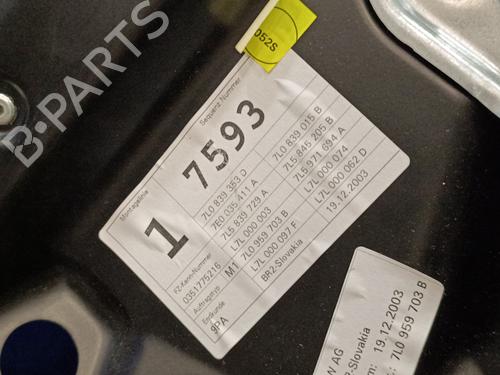 B-PARTS
052S
Montagelinie
Sequenz Nummer
1
7593
FZ-Kenn-Nummer
0351775216
Auftragstyp
M1
Endkunde
9PA
7L0 839 353 D
7L0 839 015 B
7E0 035 411 A
7L5 845 205 B
7L5 839 729 A
7L5 971 694 A
L7L 000 003
L7L 000 074
7L0 959 703 B
L7L 000 062 D
L7L 000 097 F
19.12.2003
BR2-Slovakia
W AG
2-Slovakia
m: 19.12.2003
: 7L0 959 703 B